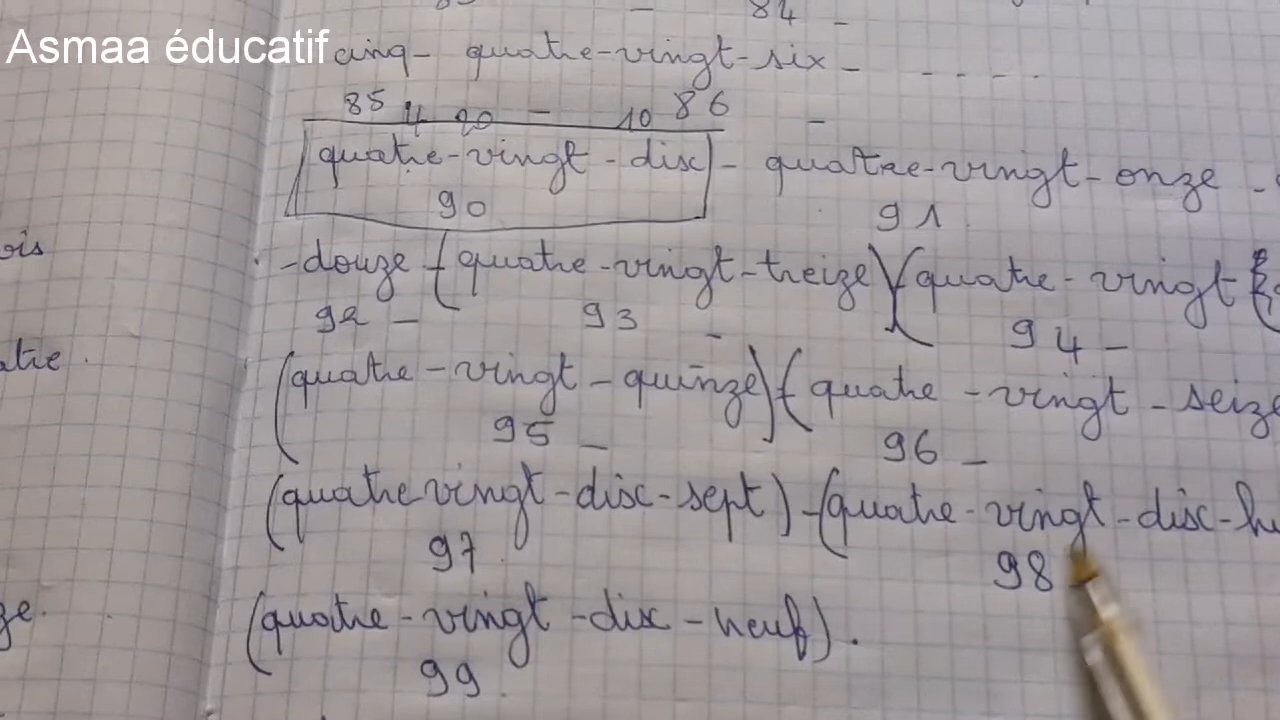 84 -
Asmaa éducatif
cinq - quatre-vingt-six - - - - -
85 4 20 - 10 86 -
quatre-vingt-dix - quatre-vingt-onze -
90 91
ois
-douze - (quatre-vingt-treize) - (quatre-vingt
92 - 93 - 94 -
(quatre-vingt-quinze) - (quatre-vingt-seize
95 - 96 -
(quatre vingt-dix-sept) - (quatre-vingt-dix-hu
97 98
(quatre-vingt-dix-neuf).
99